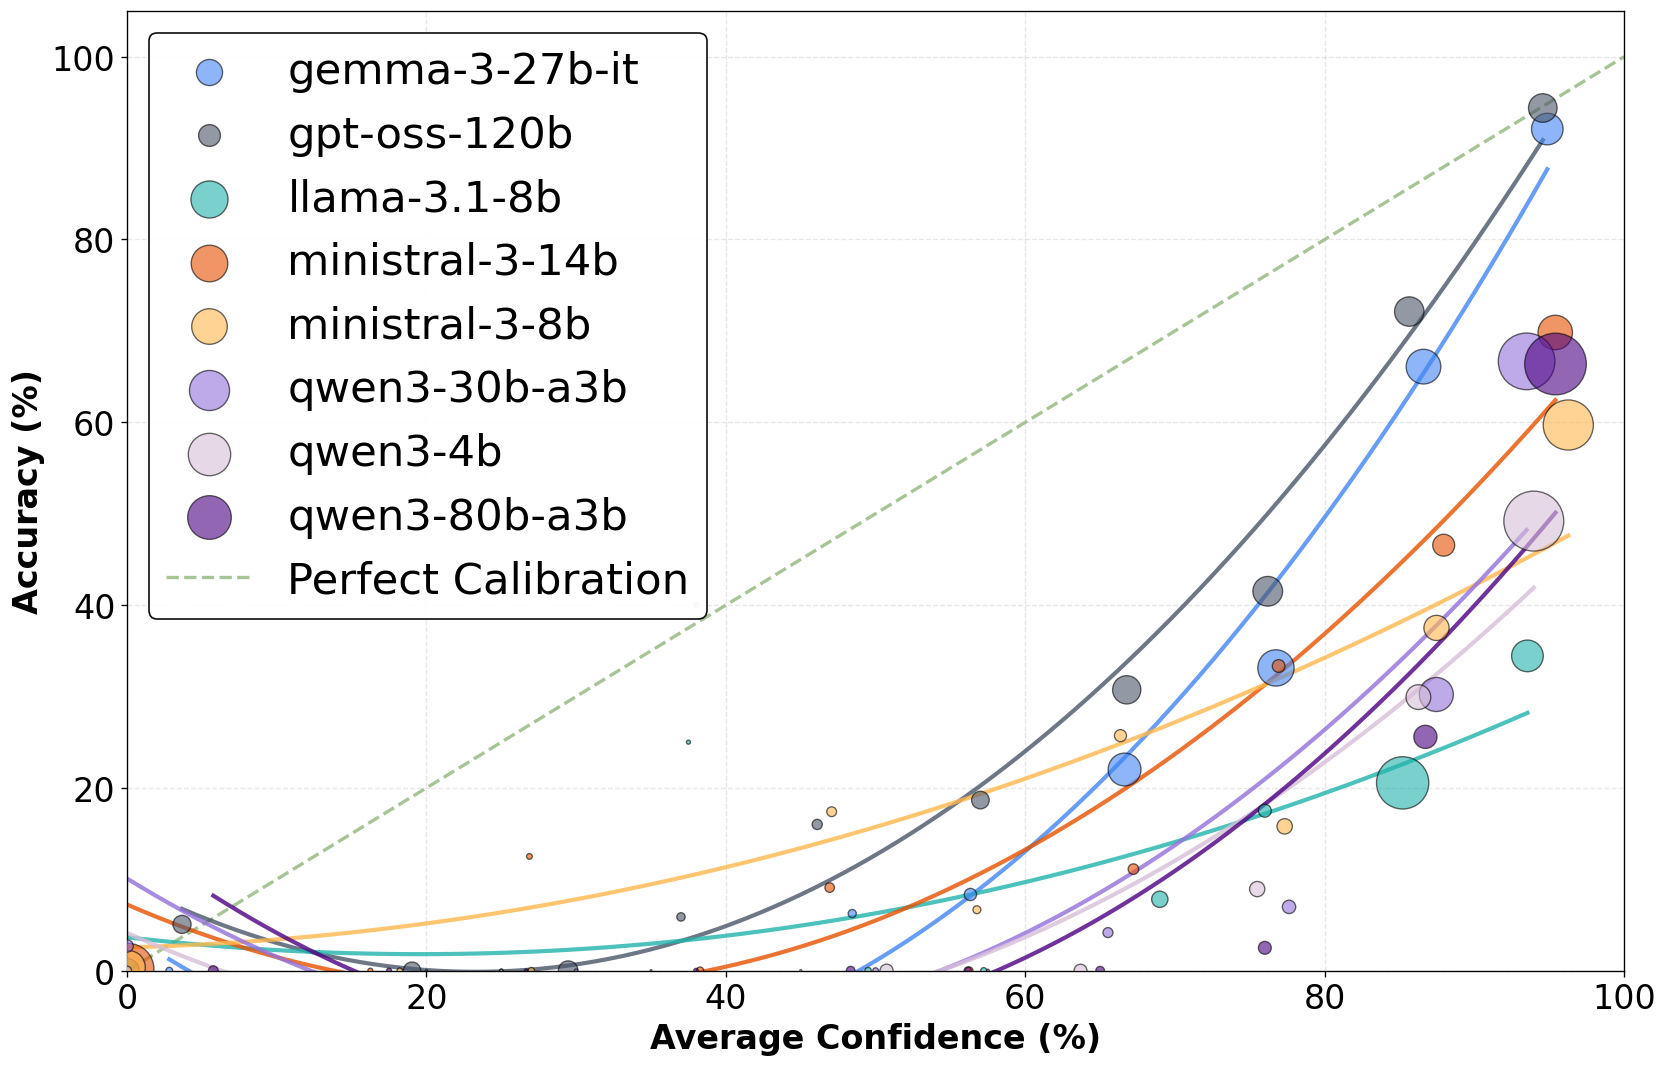 gemma-3-27b-it
gpt-oss-120b
llama-3.1-8b
ministral-3-14b
ministral-3-8b
qwen3-30b-a3b
qwen3-4b
qwen3-80b-a3b
Perfect Calibration
Accuracy (%)
100
80
60
40
20
0
0 20 40 60 80 100
Average Confidence (%)